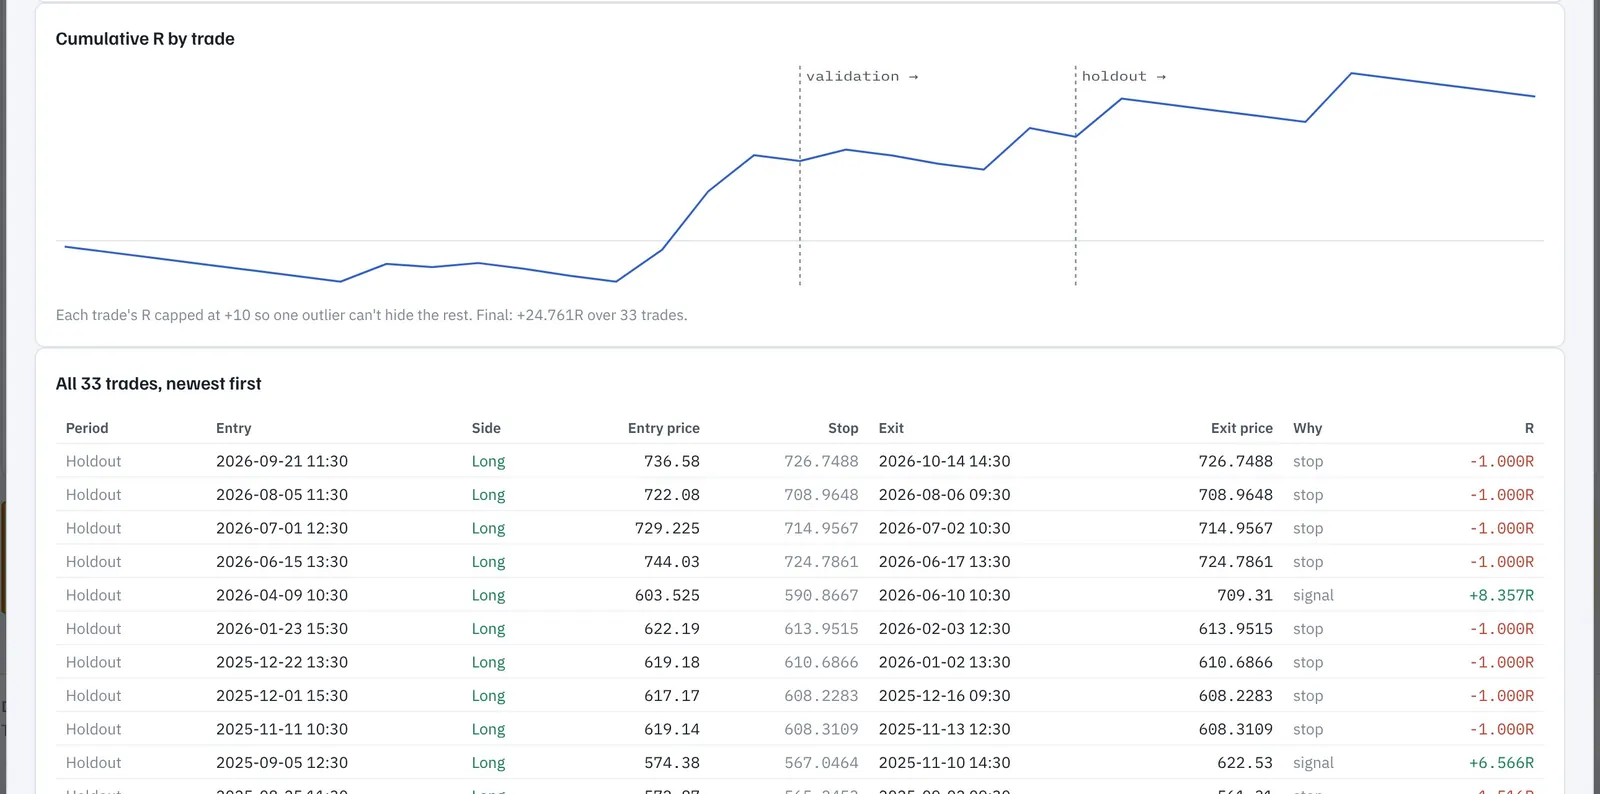 Cumulative R by trade
validation →
holdout →
Each trade's R capped at +10 so one outlier can't hide the rest. Final: +24.761R over 33 trades.
All 33 trades, newest first
Period Entry Side Entry price Stop Exit Exit price Why R
Holdout 2026-09-21 11:30 Long 736.58 726.7488 2026-10-14 14:30 726.7488 stop -1.000R
Holdout 2026-08-05 11:30 Long 722.08 708.9648 2026-08-06 09:30 708.9648 stop -1.000R
Holdout 2026-07-01 12:30 Long 729.225 714.9567 2026-07-02 10:30 714.9567 stop -1.000R
Holdout 2026-06-15 13:30 Long 744.03 724.7861 2026-06-17 13:30 724.7861 stop -1.000R
Holdout 2026-04-09 10:30 Long 603.525 590.8667 2026-06-10 10:30 709.31 signal +8.357R
Holdout 2026-01-23 15:30 Long 622.19 613.9515 2026-02-03 12:30 613.9515 stop -1.000R
Holdout 2025-12-22 13:30 Long 619.18 610.6866 2026-01-02 13:30 610.6866 stop -1.000R
Holdout 2025-12-01 15:30 Long 617.17 608.2283 2025-12-16 09:30 608.2283 stop -1.000R
Holdout 2025-11-11 10:30 Long 619.14 608.3109 2025-11-13 12:30 608.3109 stop -1.000R
Holdout 2025-09-05 12:30 Long 574.38 567.0464 2025-11-10 14:30 622.53 signal +6.566R